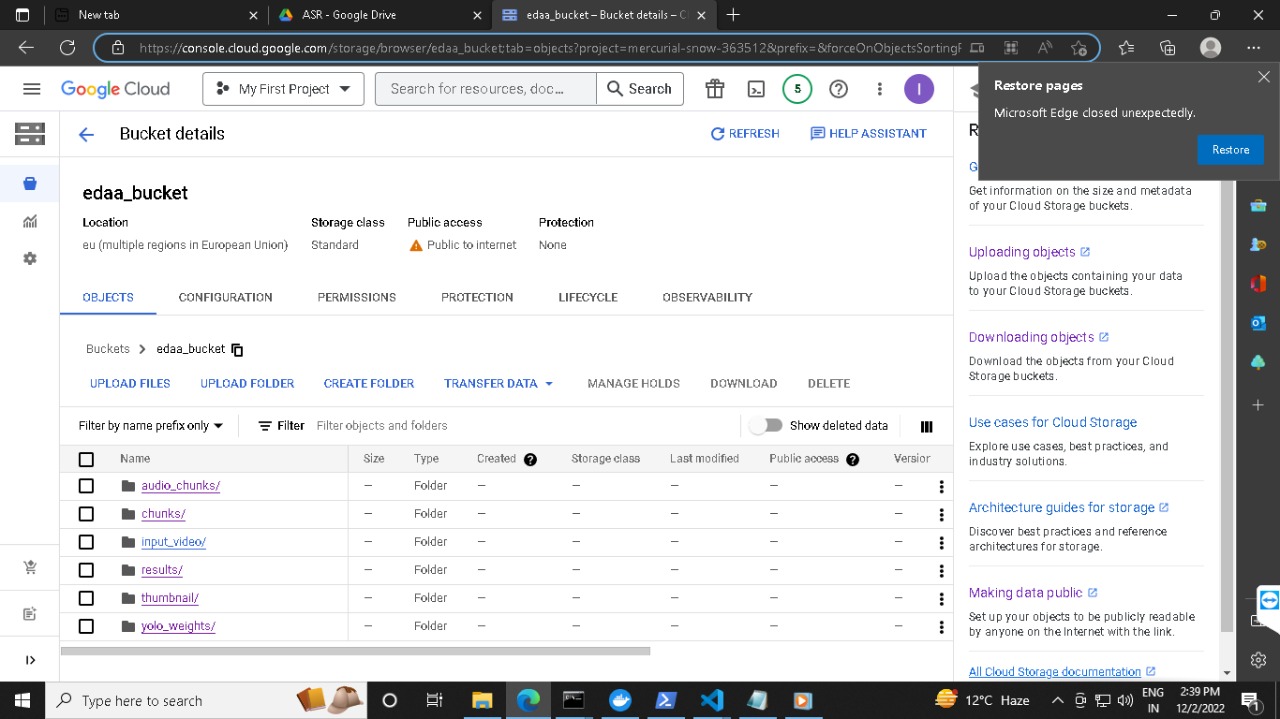 New tab
ASR - Google Drive
edaa_bucket – Bucket details – Cl
https://console.cloud.google.com/storage/browser/edaa_bucket;tab=objects?project=mercurial-snow-363512&prefix=&forceOnObjectsSortingF
Google Cloud
My First Project
Search for resources, doc...
Search
5
I
Restore pages
Microsoft Edge closed unexpectedly.
Restore
Bucket details
REFRESH
HELP ASSISTANT
edaa_bucket
Location Storage class Public access Protection
eu (multiple regions in European Union) Standard Public to internet None
OBJECTS CONFIGURATION PERMISSIONS PROTECTION LIFECYCLE OBSERVABILITY
Buckets > edaa_bucket
UPLOAD FILES UPLOAD FOLDER CREATE FOLDER TRANSFER DATA MANAGE HOLDS DOWNLOAD DELETE
Filter by name prefix only Filter Filter objects and folders Show deleted data
Name Size Type Created Storage class Last modified Public access Version
audio_chunks/ — Folder — — — — —
chunks/ — Folder — — — — —
input_video/ — Folder — — — — —
results/ — Folder — — — — —
thumbnail/ — Folder — — — — —
yolo_weights/ — Folder — — — — —
Get information on the size and metadata
of your Cloud Storage buckets.
Uploading objects
Upload the objects containing your data
to your Cloud Storage buckets.
Downloading objects
Download the objects from your Cloud
Storage buckets.
Use cases for Cloud Storage
Explore use cases, best practices, and
industry solutions.
Architecture guides for storage
Discover best practices and reference
architectures for storage.
Making data public
Set up your objects to be publicly readable
by anyone on the Internet with the link.
All Cloud Storage documentation
Type here to search
12°C Haze
ENG
IN
2:39 PM
12/2/2022
1